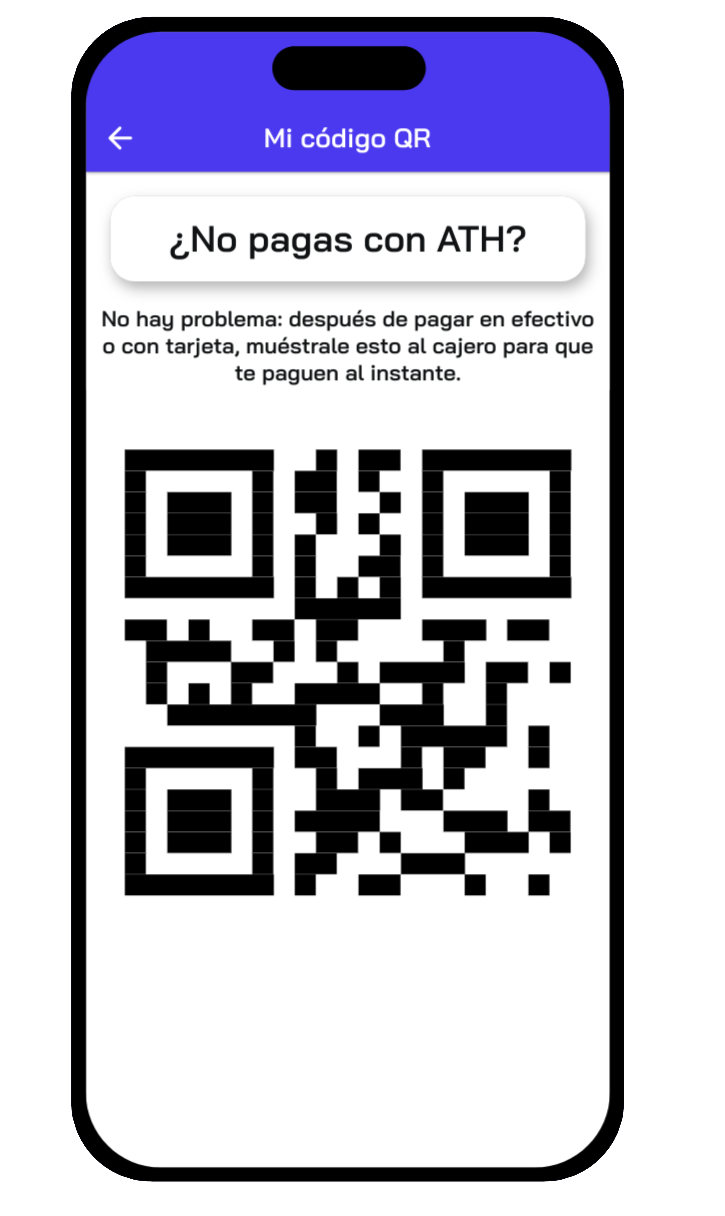 Mi código QR
¿No pagas con ATH?
No hay problema: después de pagar en efectivo
o con tarjeta, muéstrale esto al cajero para que
te paguen al instante.